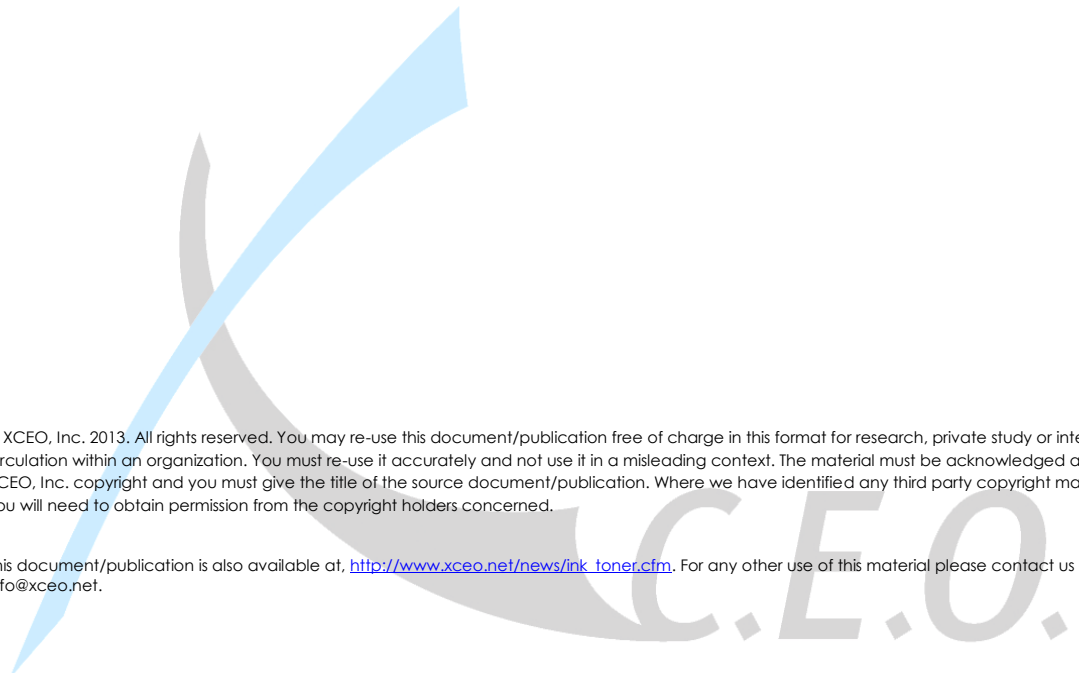 XCEO, Inc. 2013. All rights reserved. You may re-use this document/publication free of charge in this format for research, private study or inte
rculation within an organization. You must re-use it accurately and not use it in a misleading context. The material must be acknowledged a
CEO, Inc. copyright and you must give the title of the source document/publication. Where we have identified any third party copyright ma
ou will need to obtain permission from the copyright holders concerned.
his document/publication is also available at, http://www.xceo.net/news/ink_toner.cfm. For any other use of this material please contact us
nfo@xceo.net.
C.E.O.